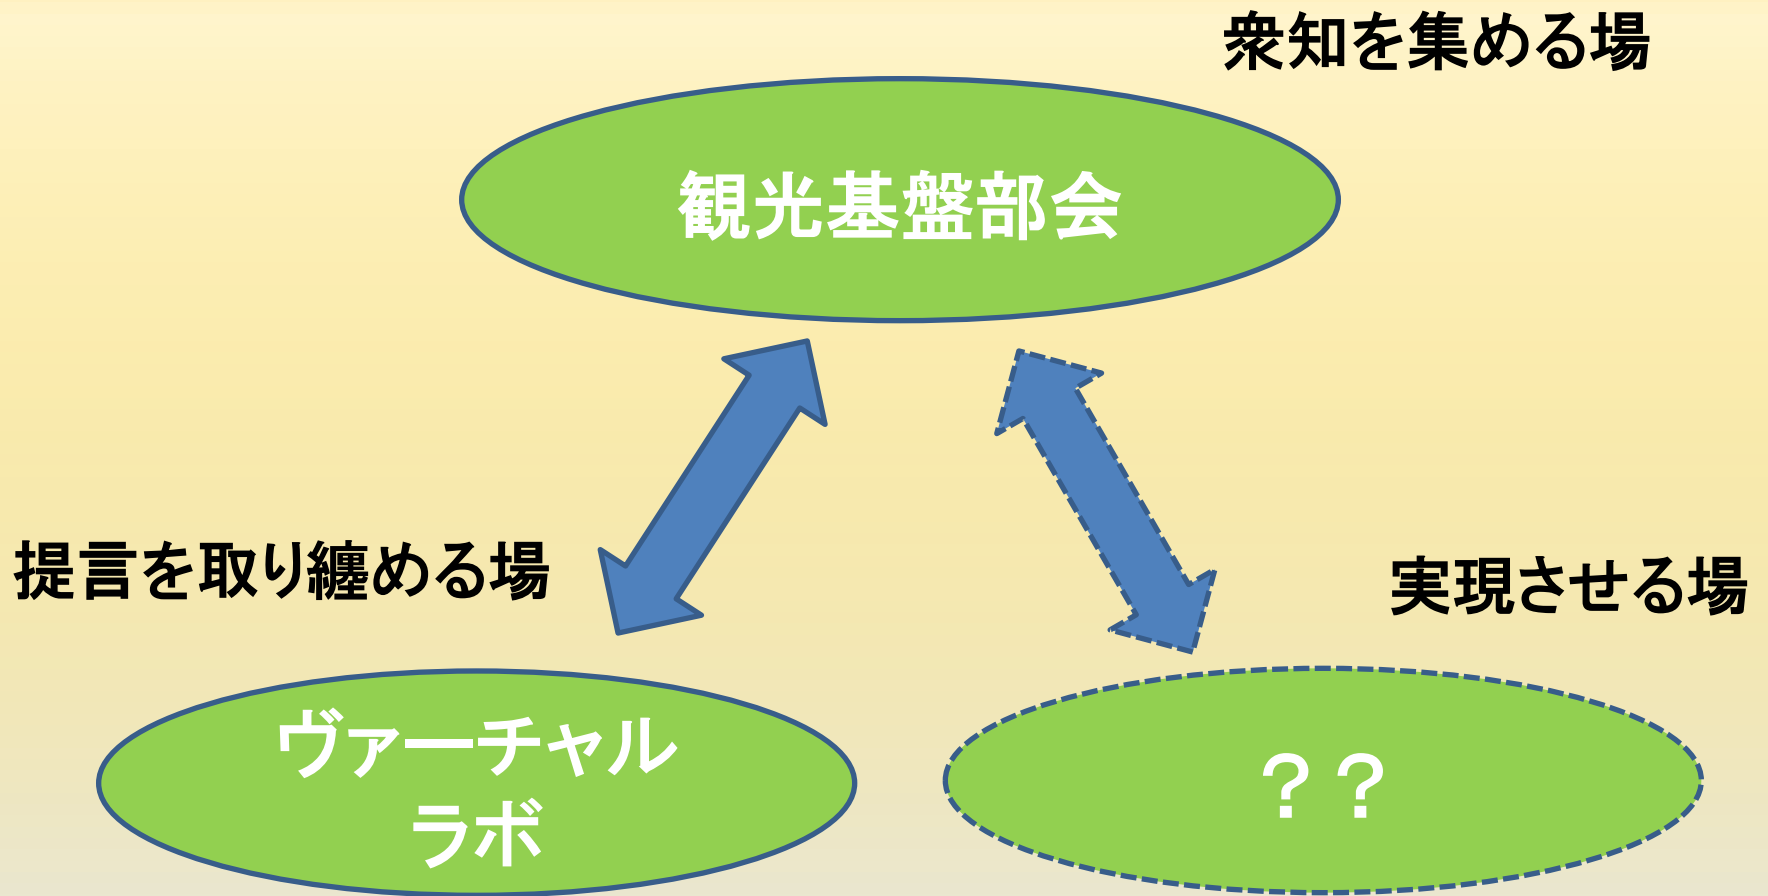 衆知を集める場
観光基盤部会
提言を取り纏める場
実現させる場
ヴァーチャル
ラボ
？？